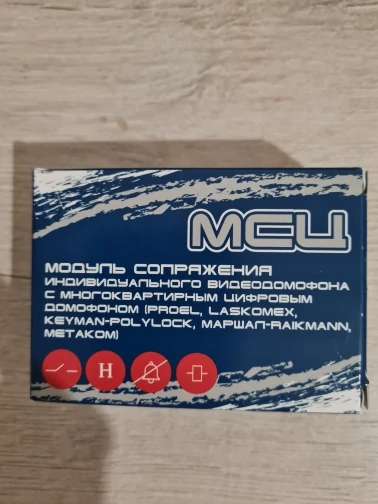 МСЦ
МОДУЛЬ СОПРЯЖЕНИЯ
ИНДИВИДУАЛЬНОГО ВИДЕОДОМОФОНА
С МНОГОКВАРТИРНЫМ ЦИФРОВЫМ
ДОМОФОНОМ (PROEL, LASKOMEX,
KEYMAN-POLYLOCK, МАРШАЛ-RAIKMANN,
МЕТАКОМ)
Н